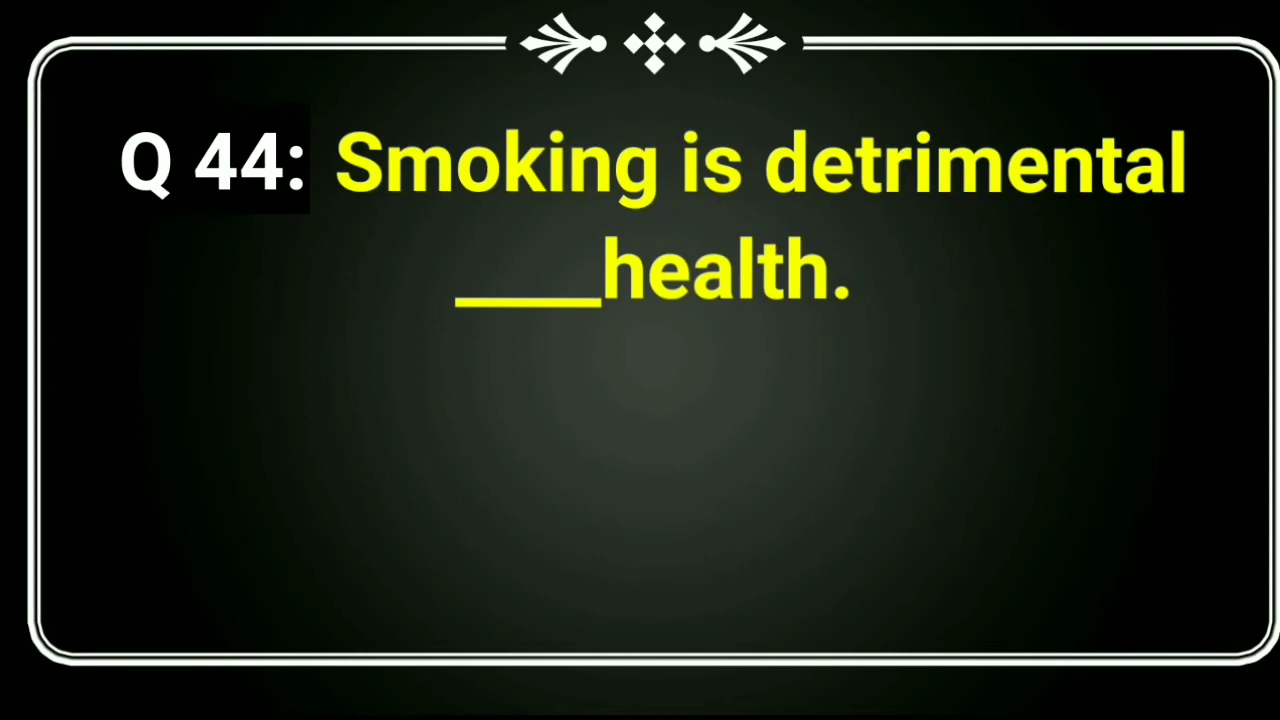 Q 44: Smoking is detrimental
____health.